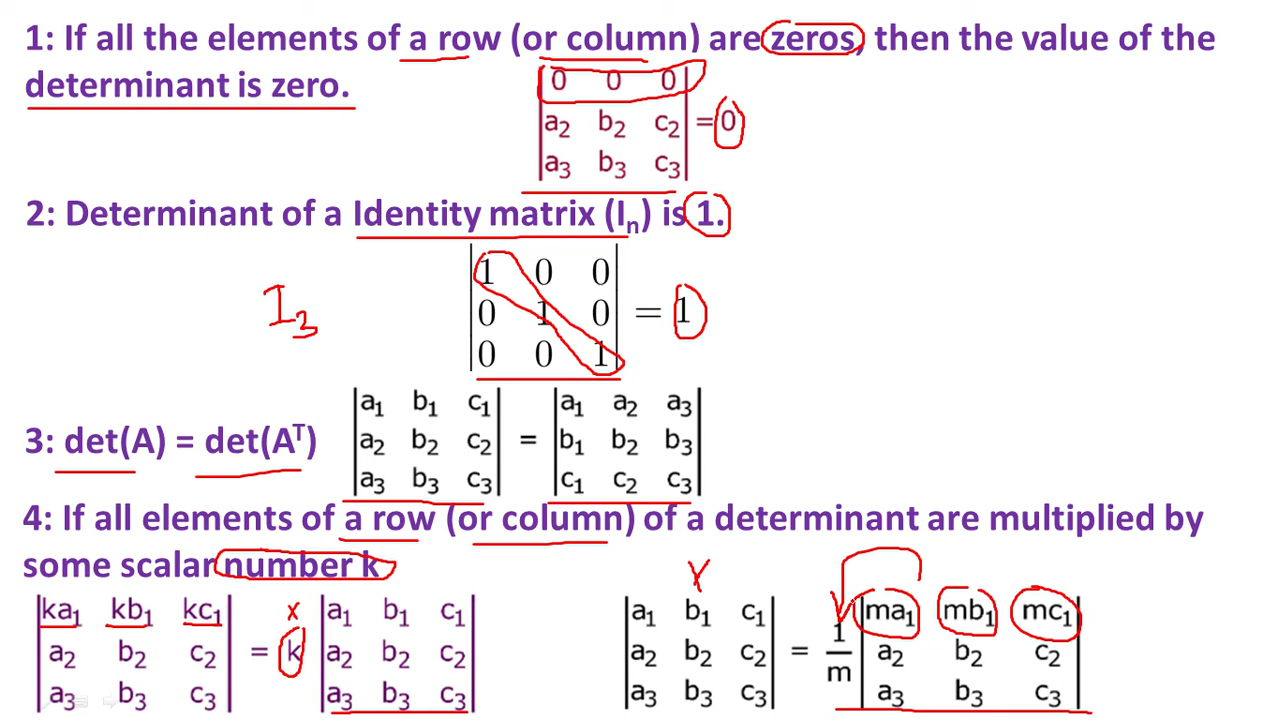 1: If all the elements of a row (or column) are zeros, then the value of the
determinant is zero.
|0 0 0|
|a₂ b₂ c₂| = 0
|a₃ b₃ c₃|
2: Determinant of a Identity matrix (Iₙ) is 1.
|1 0 0|
I₃ |0 1 0| = 1
|0 0 1|
|a₁ b₁ c₁| |a₁ a₂ a₃|
3: det(A) = det(Aᵀ) |a₂ b₂ c₂| = |b₁ b₂ b₃|
|a₃ b₃ c₃| |c₁ c₂ c₃|
4: If all elements of a row (or column) of a determinant are multiplied by
some scalar number k
|ka₁ kb₁ kc₁| x |a₁ b₁ c₁| |a₁ b₁ c₁| 1 |ma₁ mb₁ mc₁|
|a₂ b₂ c₂| = k |a₂ b₂ c₂| |a₂ b₂ c₂| = — |a₂ b₂ c₂|
|a₃ b₃ c₃| |a₃ b₃ c₃| |a₃ b₃ c₃| m |a₃ b₃ c₃|